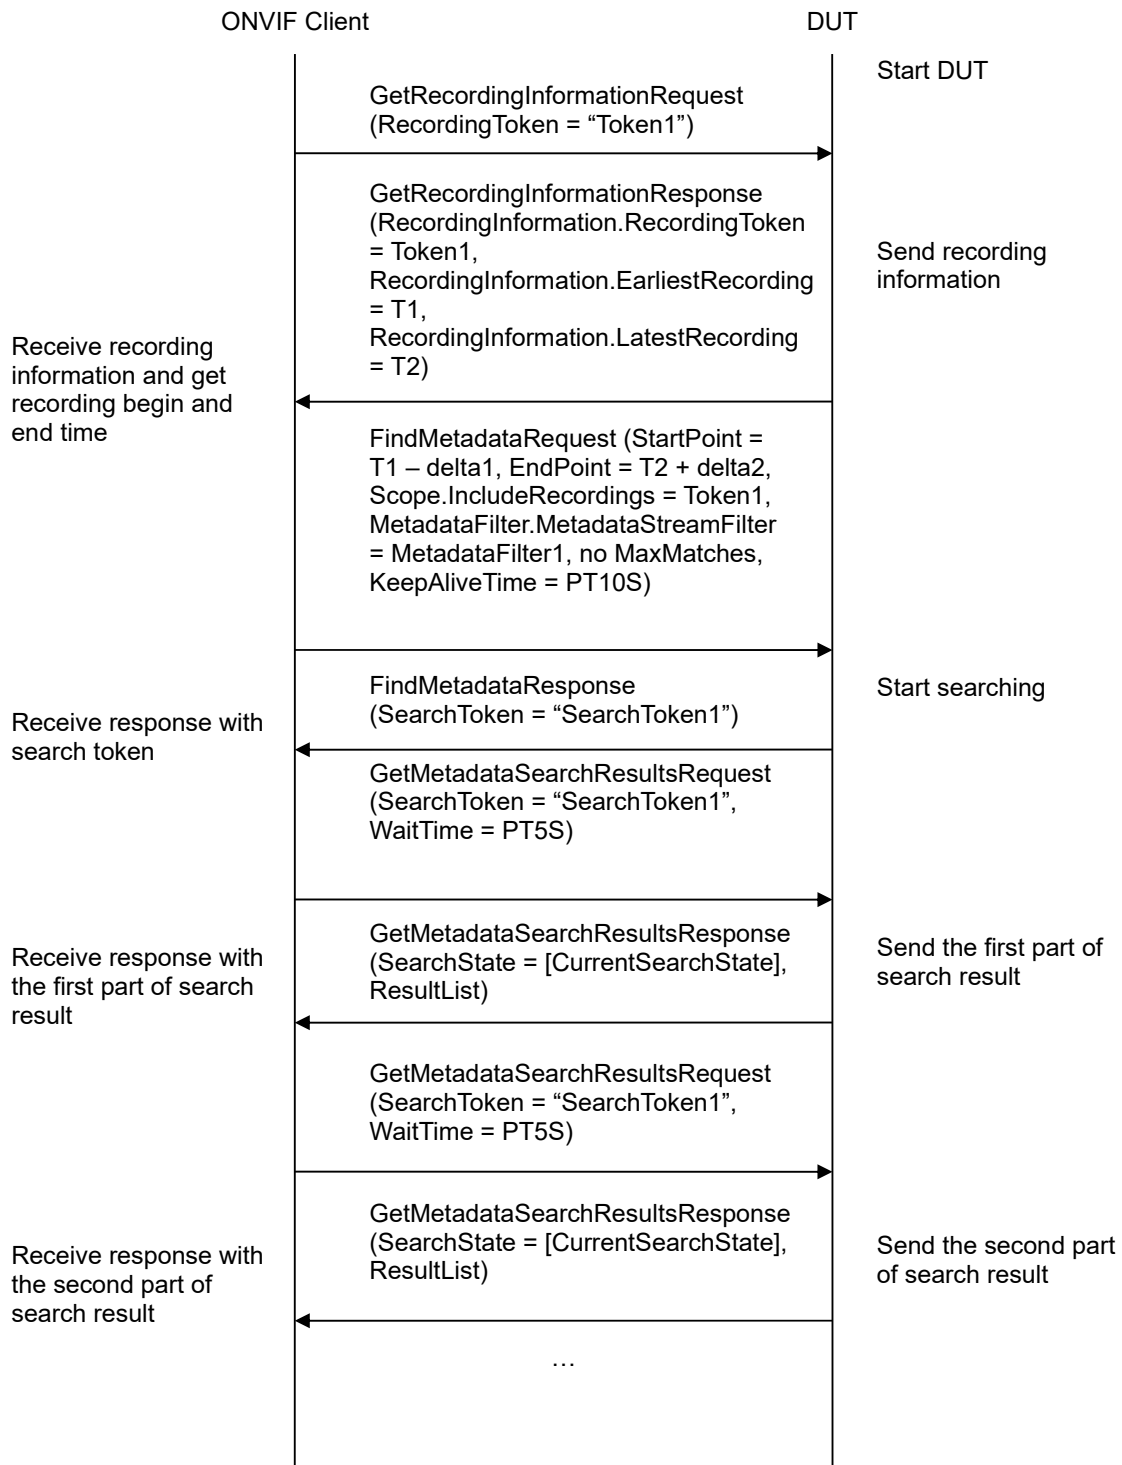 ONVIF Client
DUT
Start DUT
GetRecordingInformationRequest
(RecordingToken = “Token1”)
GetRecordingInformationResponse
(RecordingInformation.RecordingToken
= Token1,
RecordingInformation.EarliestRecording
= T1,
RecordingInformation.LatestRecording
= T2)
Send recording
information
Receive recording
information and get
recording begin and
end time
FindMetadataRequest (StartPoint =
T1 – delta1, EndPoint = T2 + delta2,
Scope.IncludeRecordings = Token1,
MetadataFilter.MetadataStreamFilter
= MetadataFilter1, no MaxMatches,
KeepAliveTime = PT10S)
Start searching
FindMetadataResponse
(SearchToken = “SearchToken1”)
Receive response with
search token
GetMetadataSearchResultsRequest
(SearchToken = “SearchToken1”,
WaitTime = PT5S)
GetMetadataSearchResultsResponse
(SearchState = [CurrentSearchState],
ResultList)
Send the first part of
search result
Receive response with
the first part of search
result
GetMetadataSearchResultsRequest
(SearchToken = “SearchToken1”,
WaitTime = PT5S)
GetMetadataSearchResultsResponse
(SearchState = [CurrentSearchState],
ResultList)
Send the second part
of search result
Receive response with
the second part of
search result
…